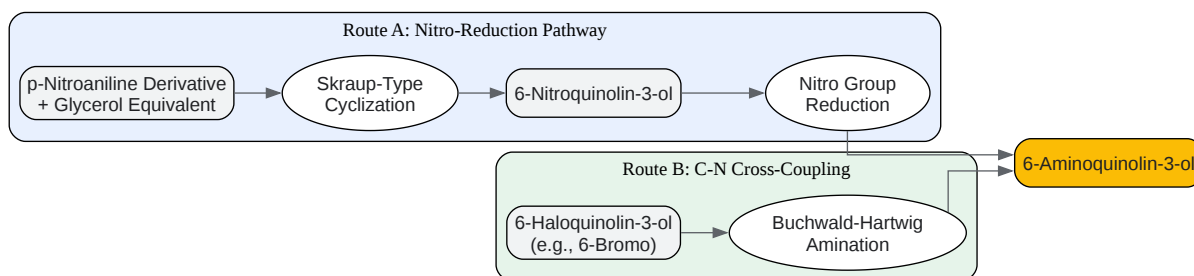 Route A: Nitro-Reduction Pathway
p-Nitroaniline Derivative
+ Glycerol Equivalent
Skraup-Type
Cyclization
6-Nitroquinolin-3-ol
Nitro Group
Reduction
6-Aminoquinolin-3-ol
Route B: C-N Cross-Coupling
6-Haloquinolin-3-ol
(e.g., 6-Bromo)
Buchwald-Hartwig
Amination